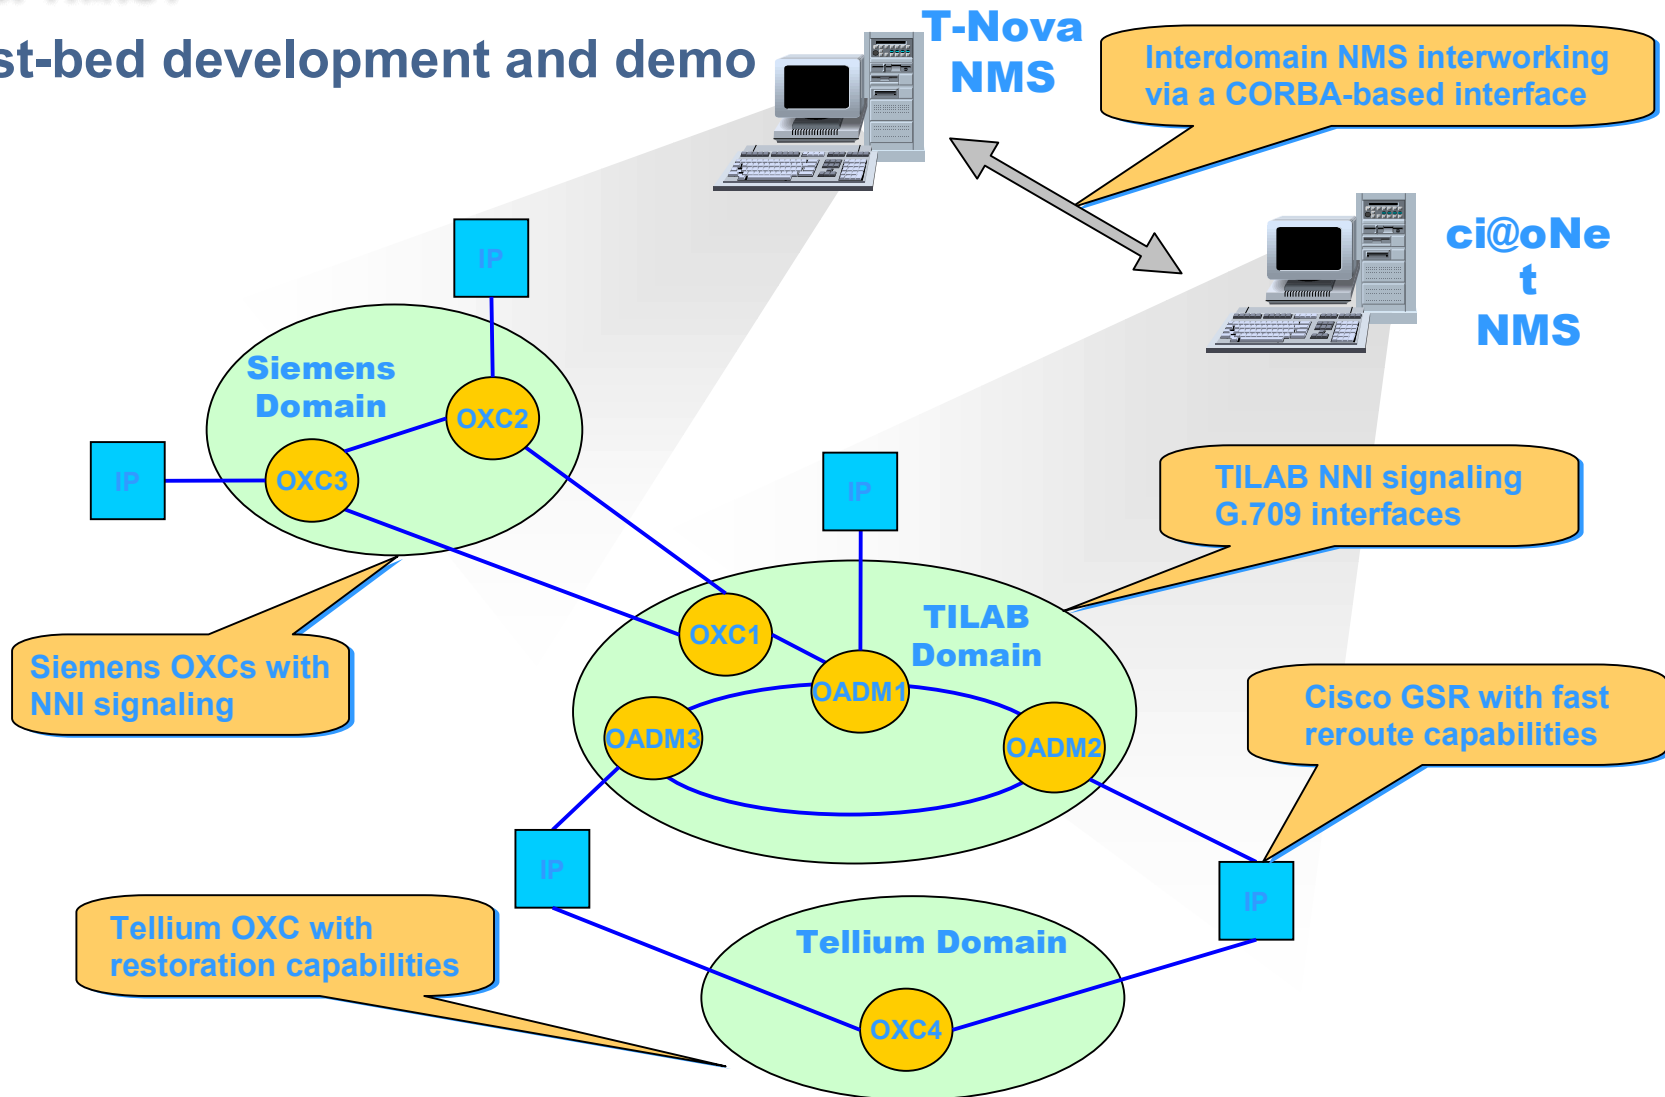 st-bed development and demo
T-Nova
NMS
Interdomain NMS interworking
via a CORBA-based interface
ci@oNe
t
NMS
IP
Siemens
Domain
OXC2
OXC3
IP
IP
TILAB NNI signaling
G.709 interfaces
OXC1
TILAB
Domain
OADM1
OADM3
OADM2
Siemens OXCs with
NNI signaling
Cisco GSR with fast
reroute capabilities
IP
IP
Tellium OXC with
restoration capabilities
Tellium Domain
OXC4